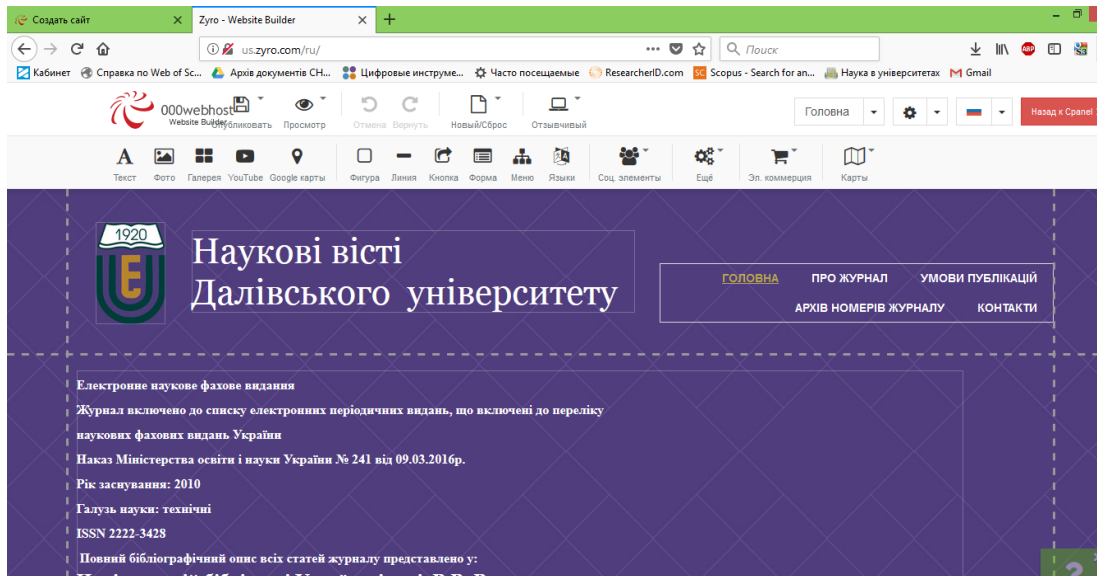 Создать сайт
Zyro - Website Builder
us.zyro.com/ru/
Поиск
Кабинет Справка по Web of Sc... Архів документів CH... Цифровые инструме... Часто посещаемые ResearcherID.com SC Scopus - Search for an... Наука в університетах Gmail
000webhost
Website Builder
Опубликовать Просмотр Отмена Вернуть Новый/Сброс Отзывчивый Головна Назад к Cpanel
Текст Фото Галерея YouTube Google карты Фигура Линия Кнопка Форма Меню Языки Соц. элементы Ещё Эл. коммерция Карты
1920
Наукові вісті
Далівського університету
ГОЛОВНА ПРО ЖУРНАЛ УМОВИ ПУБЛІКАЦІЙ
АРХІВ НОМЕРІВ ЖУРНАЛУ КОНТАКТИ
Електронне наукове фахове видання
Журнал включено до списку електронних періодичних видань, що включені до переліку
наукових фахових видань України
Наказ Міністерства освіти і науки України № 241 від 09.03.2016р.
Рік заснування: 2010
Галузь науки: технічні
ISSN 2222-3428
Повний бібліографічний опис всіх статей журналу представлено у: